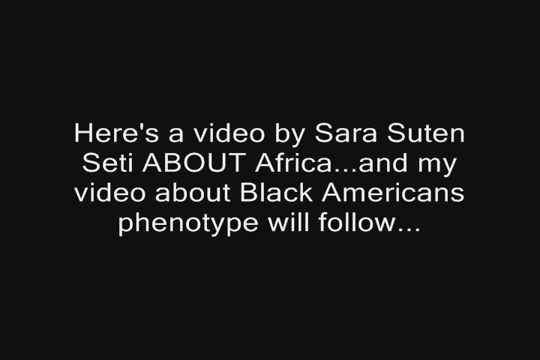 Here's a video by Sara Suten
Seti ABOUT Africa...and my
video about Black Americans
phenotype will follow...